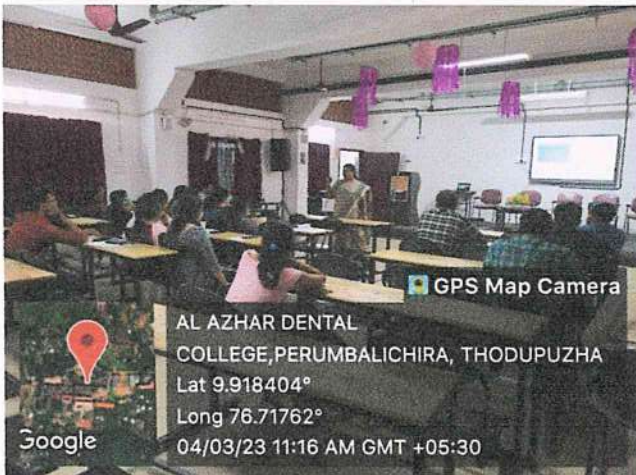 GPS Map Camera
AL AZHAR DENTAL
COLLEGE,PERUMBALICHIRA, THODUPUZHA
Lat 9.918404°
Long 76.71762°
04/03/23 11:16 AM GMT +05:30
Google